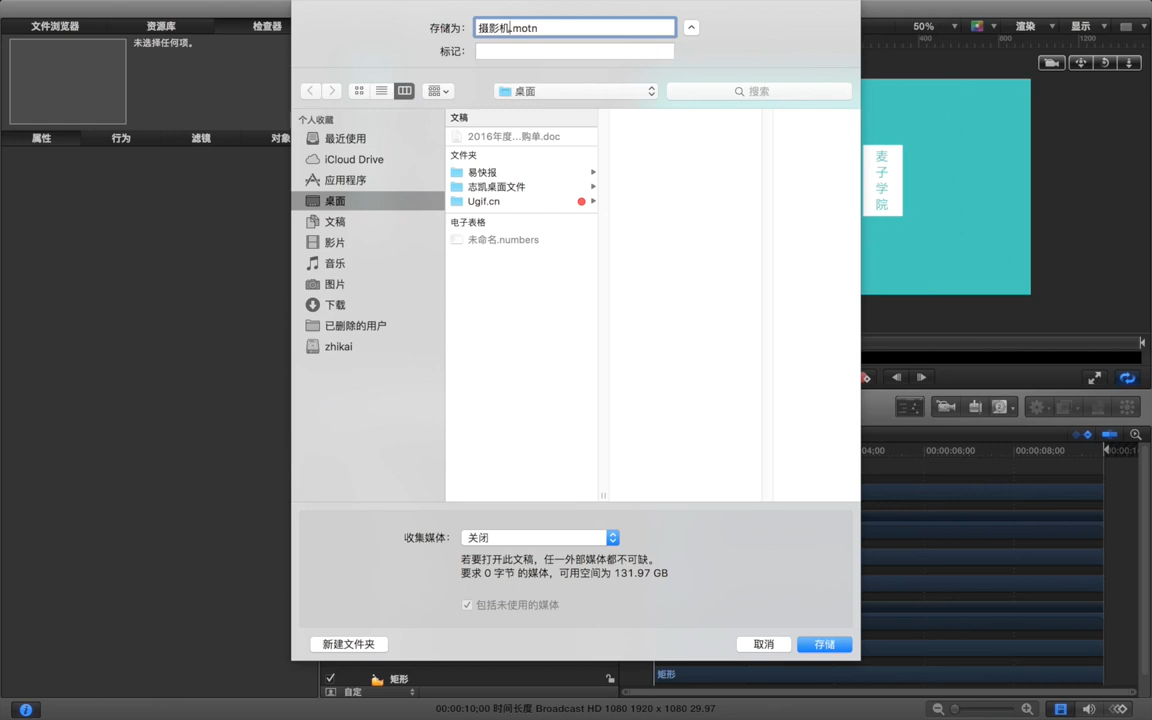 存储为: 摄影机.motn
标记:
文件浏览器 资源库 检查器
50% 渲染 显示
400 800 1200
未选择任何项。
桌面 搜索
个人收藏
最近使用
iCloud Drive
应用程序
桌面
文稿
影片
音乐
图片
下载
已删除的用户
zhikai
文稿
2016年度...购单.doc
文件夹
易快报
志凯桌面文件
Ugif.cn
电子表格
未命名.numbers
属性 行为 滤镜 对象
麦
子
学
院
04;00 00:00:06;00 00:00:08;00
收集媒体: 关闭
若要打开此文稿，任一外部媒体都不可缺。
要求 0 字节 的媒体，可用空间为 131.97 GB
包括未使用的媒体
新建文件夹 取消 存储
矩形 矩形
自定
00:00:10;00 时间长度 Broadcast HD 1080 1920 x 1080 29.97